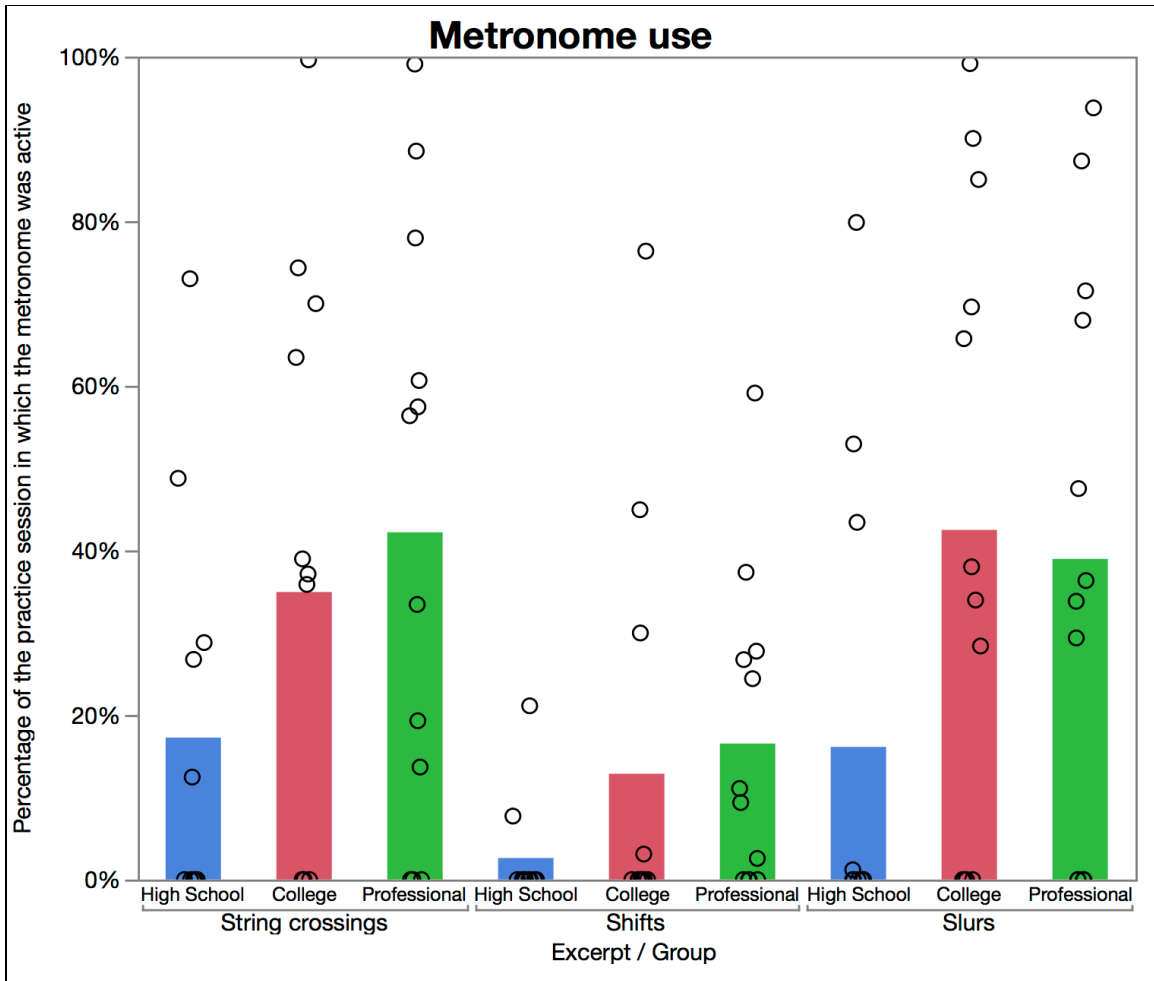 Metronome use
Percentage of the practice session in which the metronome was active
100%
80%
60%
40%
20%
0%
High School College Professional High School College Professional High School College Professional
String crossings Shifts Slurs
Excerpt / Group